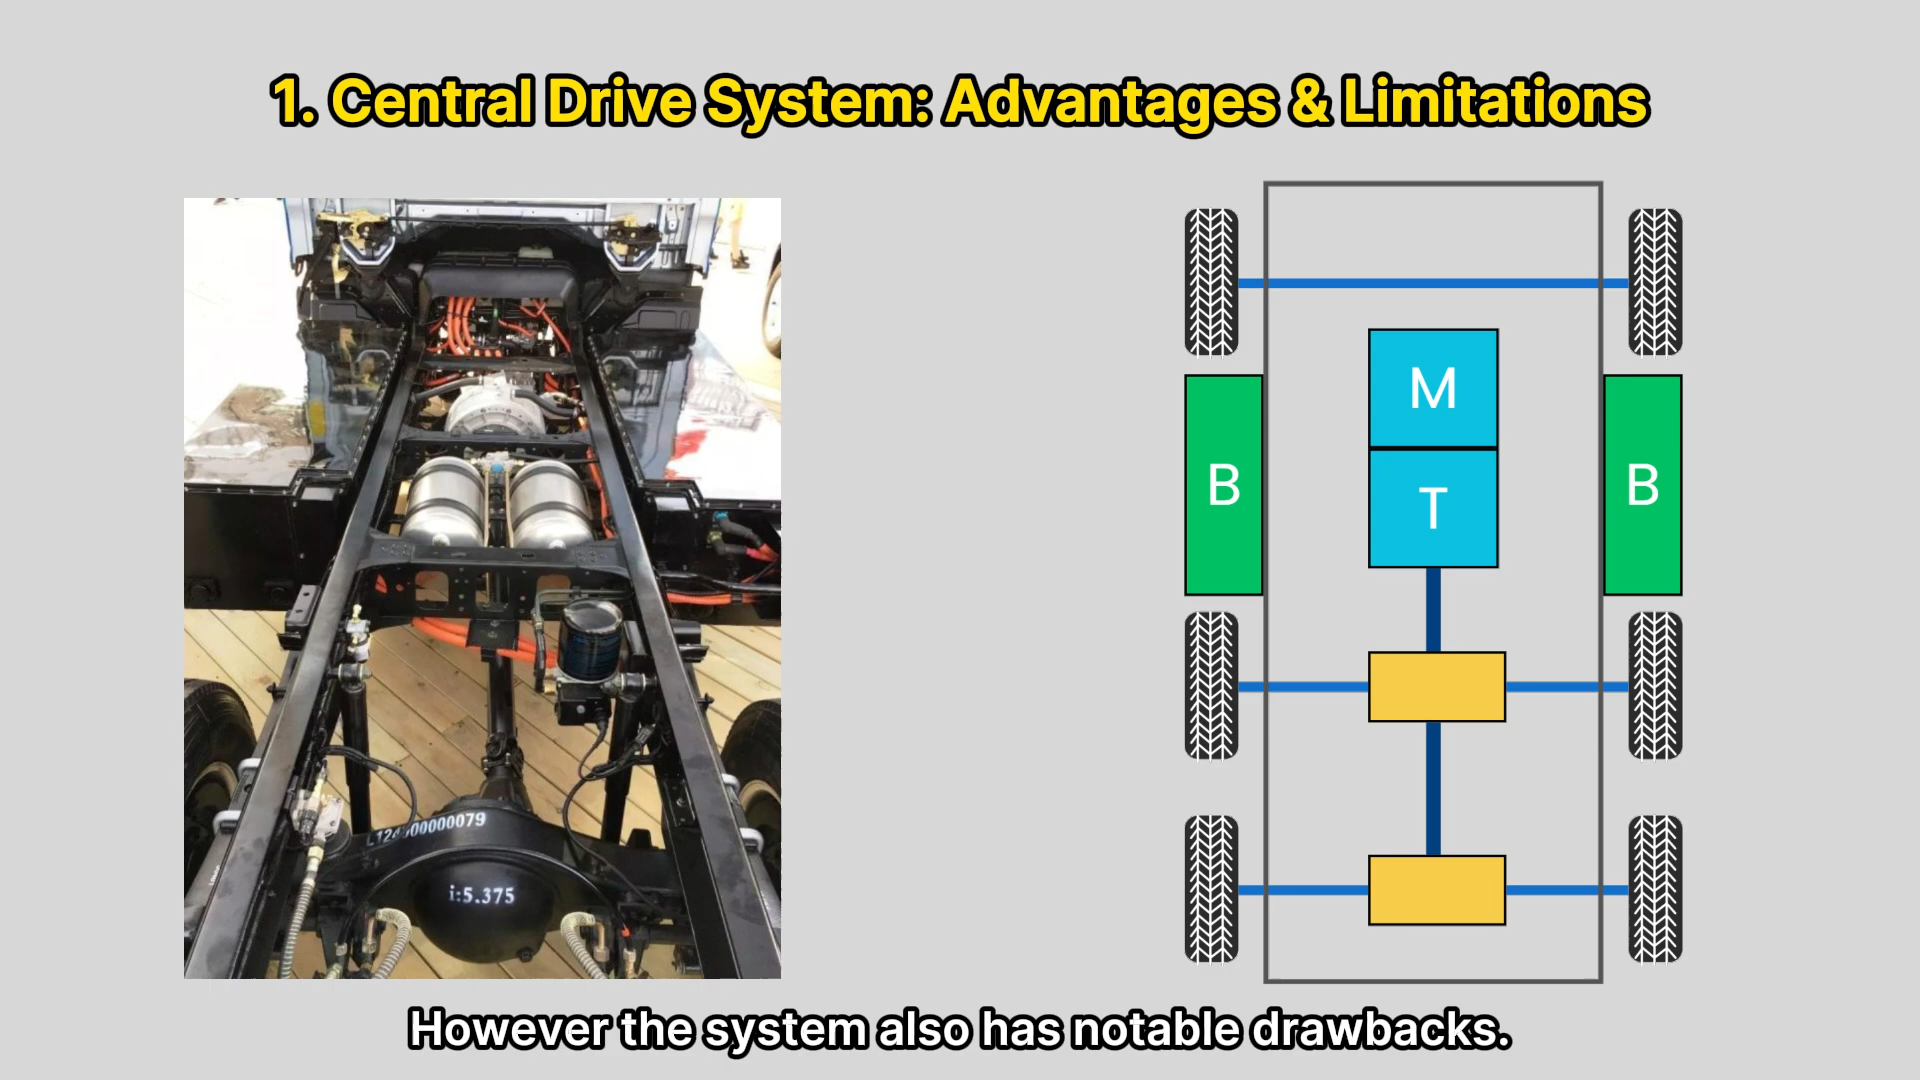 1. Central Drive System: Advantages & Limitations
M
T
B
B
i:5.375
However the system also has notable drawbacks.